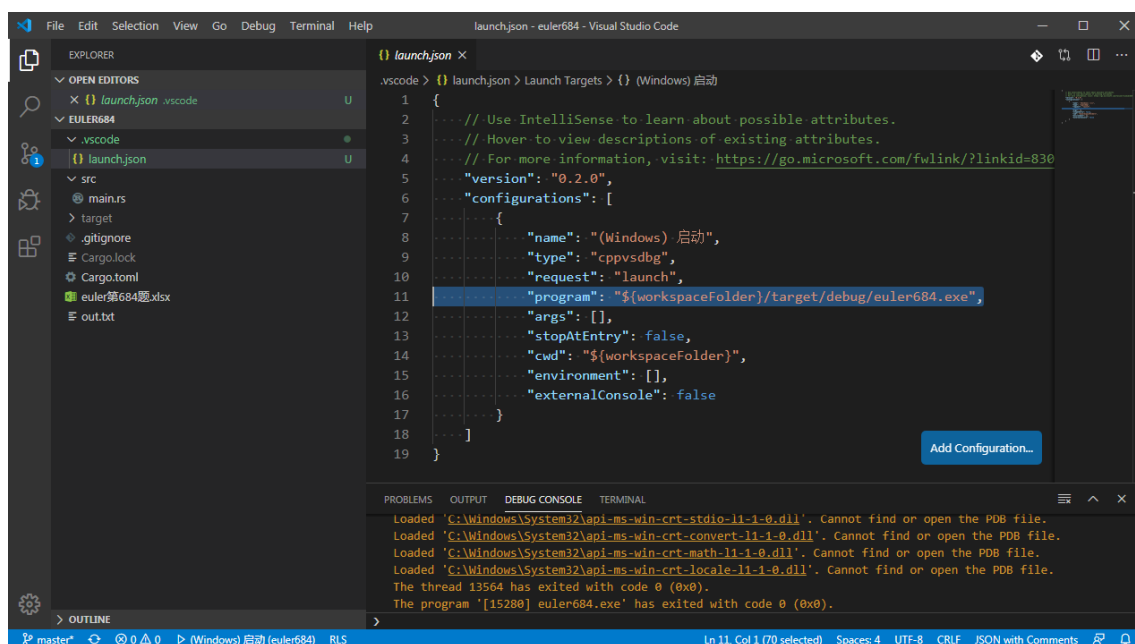 File Edit Selection View Go Debug Terminal Help
launch.json - euler684 - Visual Studio Code
EXPLORER
OPEN EDITORS
{} launch.json .vscode U
EULER684
.vscode
{} launch.json U
src
main.rs
target
.gitignore
Cargo.lock
Cargo.toml
euler第684题.xlsx
out.txt
OUTLINE
1
{} launch.json
.vscode > {} launch.json > Launch Targets > {} (Windows) 启动
1 {
2 // Use IntelliSense to learn about possible attributes.
3 // Hover to view descriptions of existing attributes.
4 // For more information, visit: https://go.microsoft.com/fwlink/?linkid=830
5 "version": "0.2.0",
6 "configurations": [
7 {
8 "name": "(Windows) 启动",
9 "type": "cppvsdbg",
10 "request": "launch",
11 "program": "${workspaceFolder}/target/debug/euler684.exe",
12 "args": [],
13 "stopAtEntry": false,
14 "cwd": "${workspaceFolder}",
15 "environment": [],
16 "externalConsole": false
17 }
18 ]
19 }
Add Configuration...
PROBLEMS OUTPUT DEBUG CONSOLE TERMINAL
Loaded 'C:\Windows\System32\api-ms-win-crt-stdio-l1-1-0.dll'. Cannot find or open the PDB file.
Loaded 'C:\Windows\System32\api-ms-win-crt-convert-l1-1-0.dll'. Cannot find or open the PDB file.
Loaded 'C:\Windows\System32\api-ms-win-crt-math-l1-1-0.dll'. Cannot find or open the PDB file.
Loaded 'C:\Windows\System32\api-ms-win-crt-locale-l1-1-0.dll'. Cannot find or open the PDB file.
The thread 13564 has exited with code 0 (0x0).
The program '[15280] euler684.exe' has exited with code 0 (0x0).
master* 0 0 (Windows) 启动 (euler684) RLS
Ln 11, Col 1 (70 selected) Spaces: 4 UTF-8 CRLF JSON with Comments